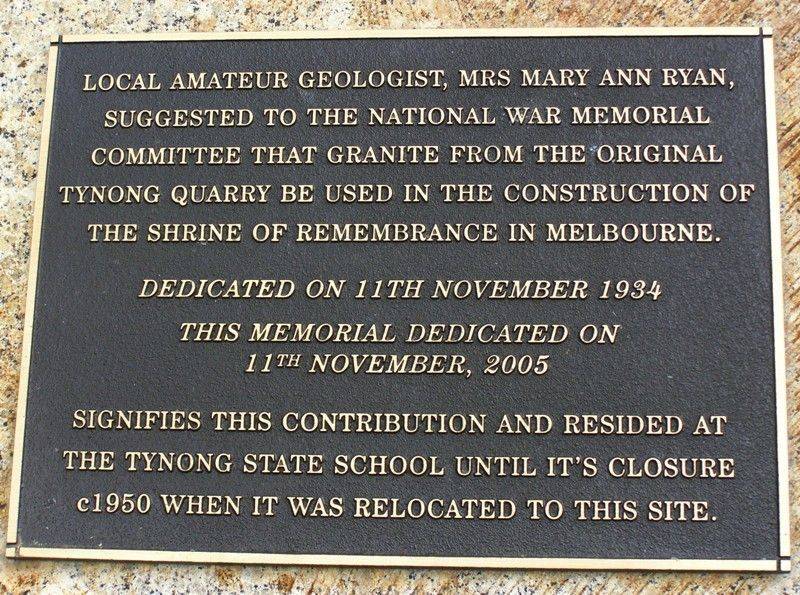 LOCAL AMATEUR GEOLOGIST, MRS MARY ANN RYAN,
SUGGESTED TO THE NATIONAL WAR MEMORIAL
COMMITTEE THAT GRANITE FROM THE ORIGINAL
TYNONG QUARRY BE USED IN THE CONSTRUCTION OF
THE SHRINE OF REMEMBRANCE IN MELBOURNE.
DEDICATED ON 11TH NOVEMBER 1934
THIS MEMORIAL DEDICATED ON
11TH NOVEMBER, 2005
SIGNIFIES THIS CONTRIBUTION AND RESIDED AT
THE TYNONG STATE SCHOOL UNTIL IT'S CLOSURE
c1950 WHEN IT WAS RELOCATED TO THIS SITE.